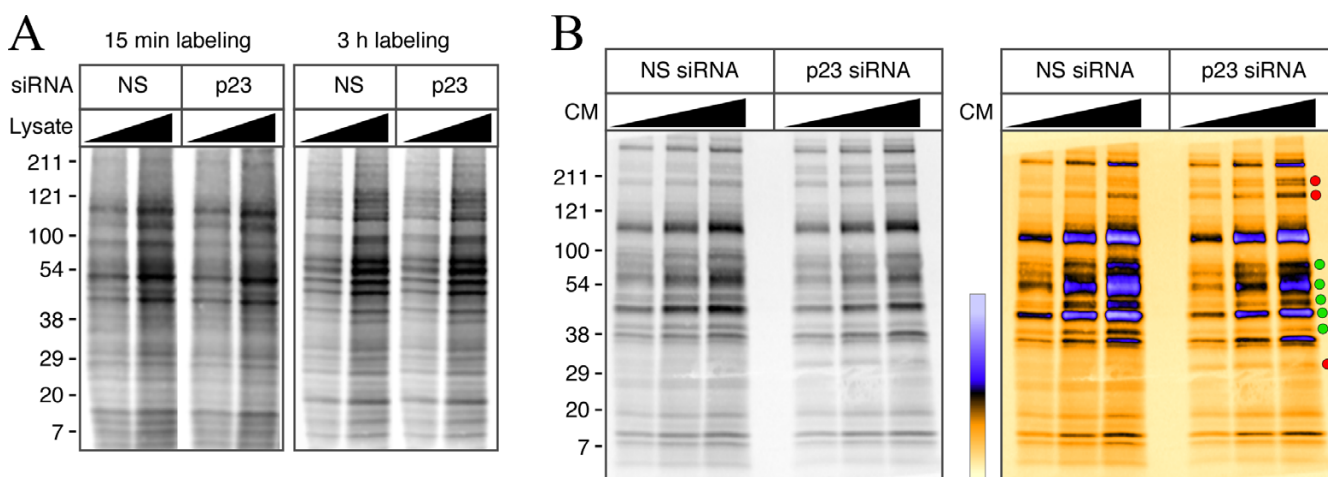 A
15 min labeling
3 h labeling
siRNA
NS
p23
NS
p23
Lysate
211
121
100
54
38
29
20
7
B
NS siRNA
p23 siRNA
CM
211
121
100
54
38
29
20
7
NS siRNA
p23 siRNA
CM